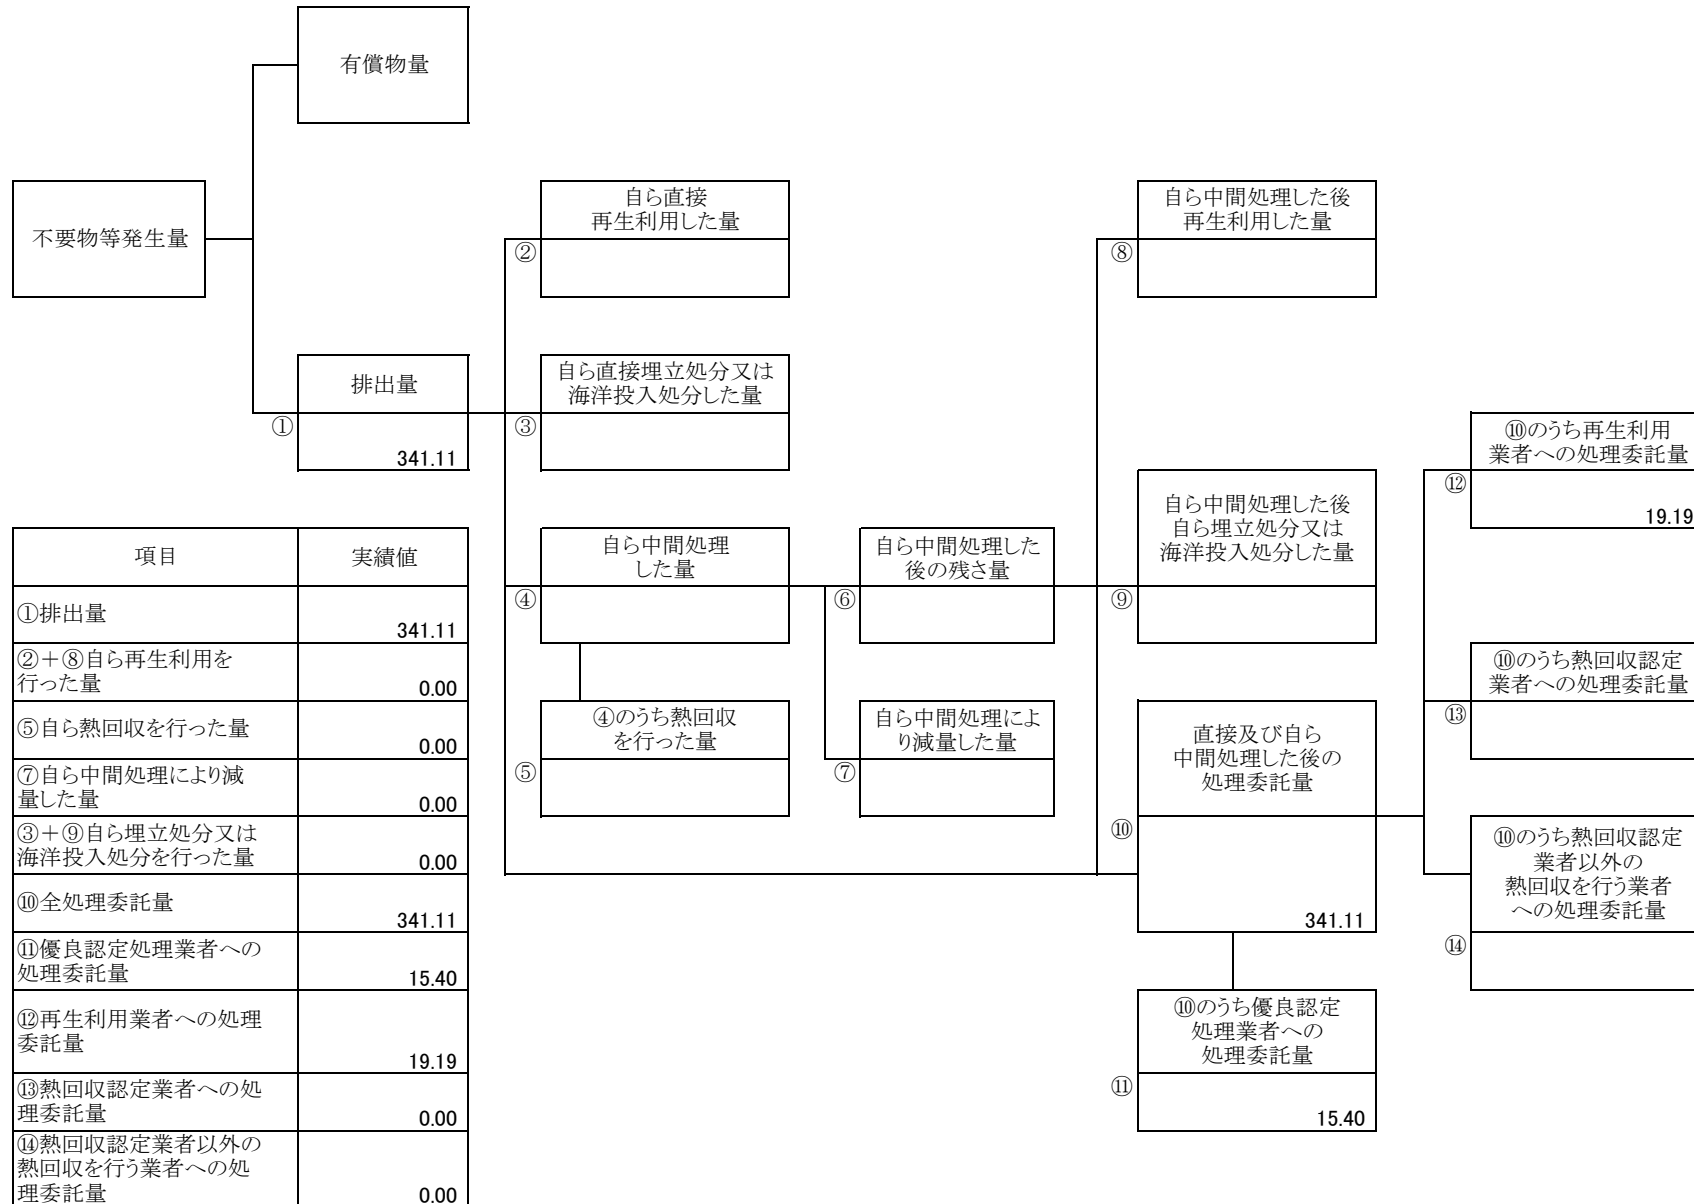 有償物量
不要物等発生量
自ら直接
再生利用した量
②
自ら中間処理した後
再生利用した量
⑧
排出量
①
341.11
自ら直接埋立処分又は
海洋投入処分した量
③
⑩のうち再生利用
業者への処理委託量
⑫
19.19
自ら中間処理
した量
④
自ら中間処理した
後の残さ量
⑥
自ら中間処理した後
自ら埋立処分又は
海洋投入処分した量
⑨
④のうち熱回収
を行った量
⑤
自ら中間処理によ
り減量した量
⑦
直接及び自ら
中間処理した後の
処理委託量
⑩
341.11
⑩のうち熱回収認定
業者への処理委託量
⑬
⑩のうち熱回収認定
業者以外の
熱回収を行う業者
への処理委託量
⑭
⑩のうち優良認定
処理業者への
処理委託量
⑪
15.40
項目 実績値
①排出量
341.11
②+⑧自ら再生利用を
行った量 0.00
⑤自ら熱回収を行った量
0.00
⑦自ら中間処理により減
量した量 0.00
③+⑨自ら埋立処分又は
海洋投入処分を行った量 0.00
⑩全処理委託量
341.11
⑪優良認定処理業者への
処理委託量 15.40
⑫再生利用業者への処理
委託量
19.19
⑬熱回収認定業者への処
理委託量 0.00
⑭熱回収認定業者以外の
熱回収を行う業者への処
理委託量 0.00